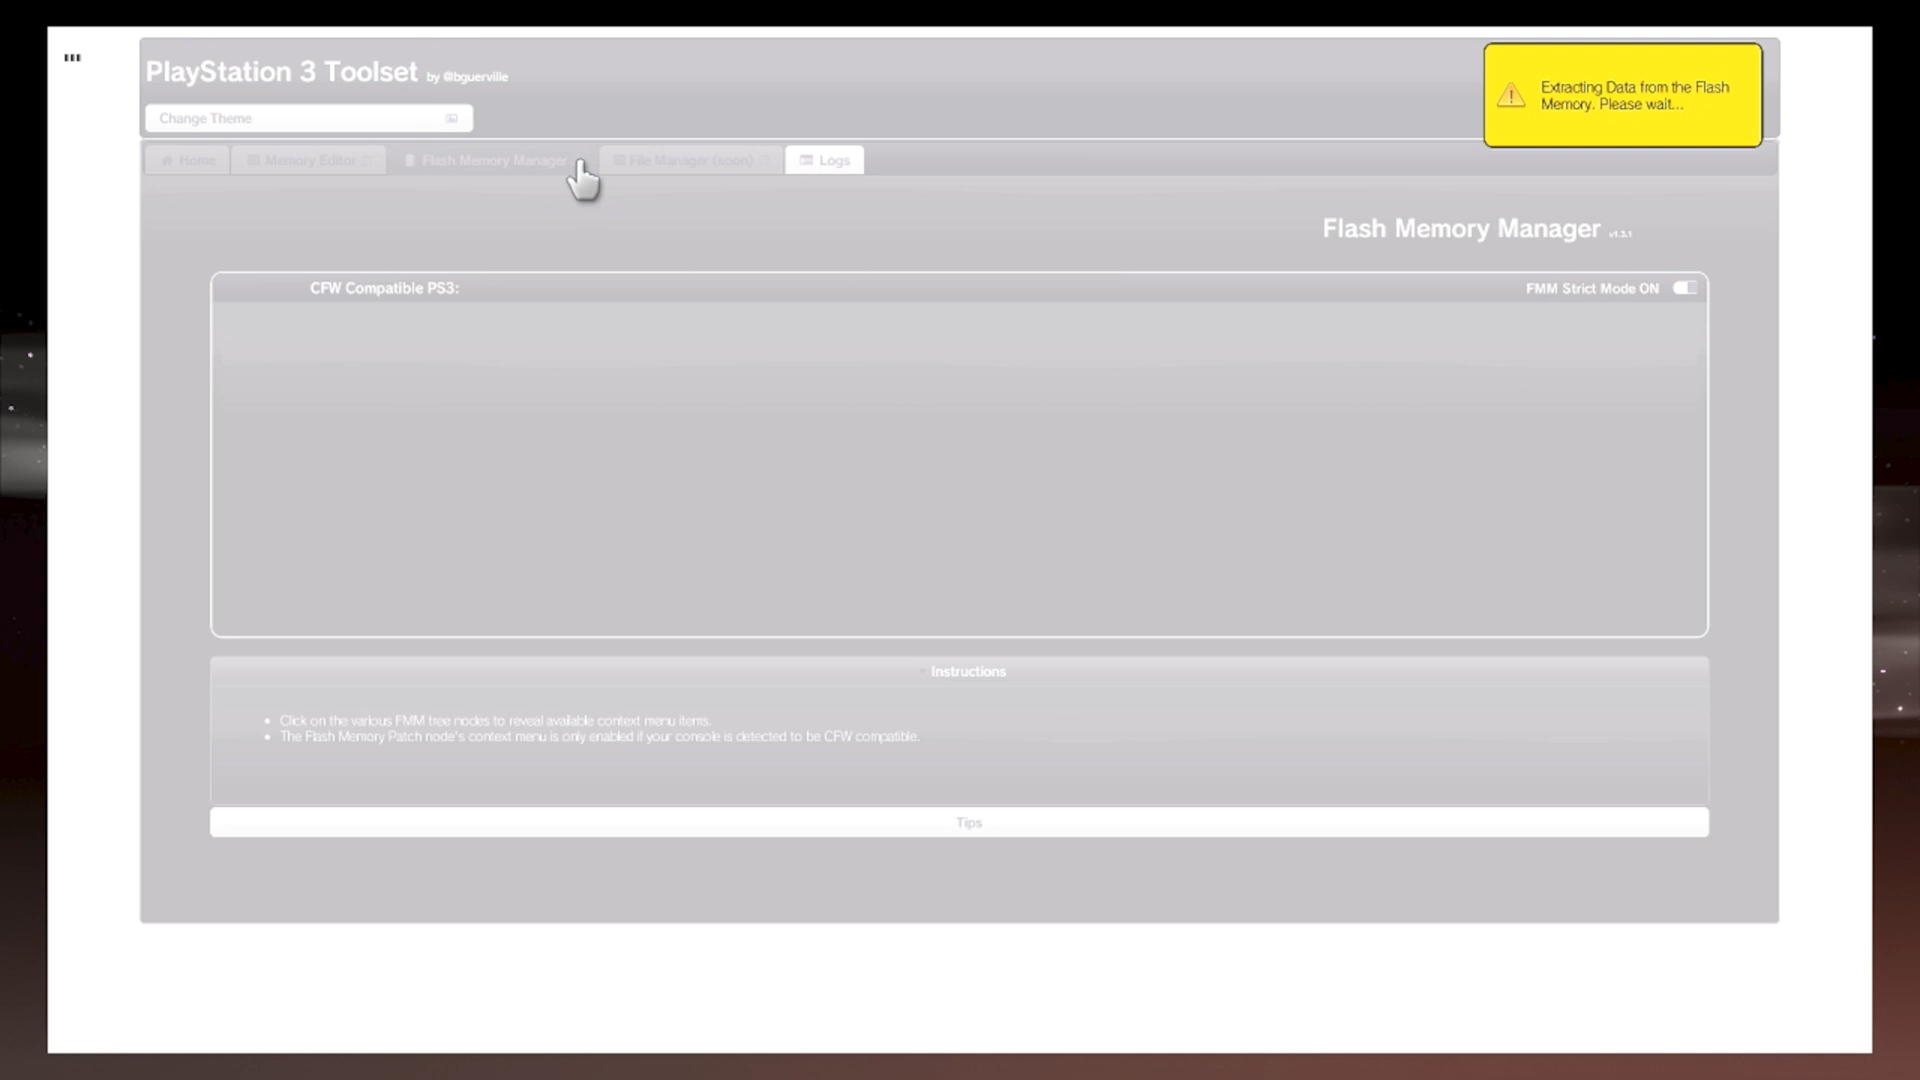 PlayStation 3 Toolset by @bguerville
Extracting Data from the Flash
Memory. Please wait...
Change Theme
Home
Memory Editor
Flash Memory Manager
File Manager (soon)
Logs
Flash Memory Manager v1.3.1
CFW Compatible PS3:
FMM Strict Mode ON
Instructions
• Click on the various FMM tree nodes to reveal available context menu items.
• The Flash Memory Patch node's context menu is only enabled if your console is detected to be CFW compatible.
Tips